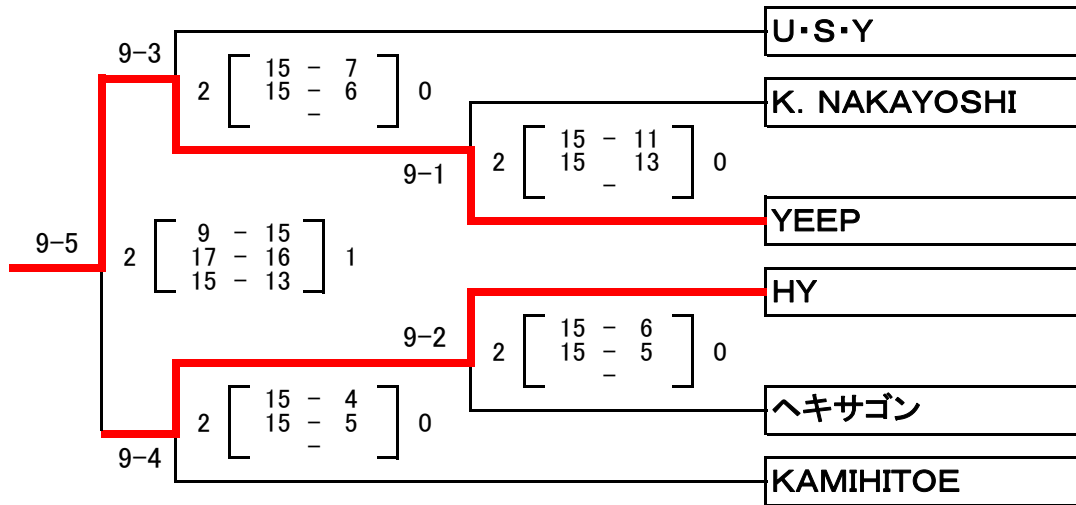 U・S・Y
9-3
15 - 7
2 15 - 6 0
-
K. NAKAYOSHI
15 - 11
2 15 13 0
-
9-1
YEEP
9-5
9 - 15
2 17 - 16 1
15 - 13
HY
9-2
15 - 6
2 15 - 5 0
-
15 - 4
2 15 - 5 0
-
ヘキサゴン
9-4
KAMIHITOE